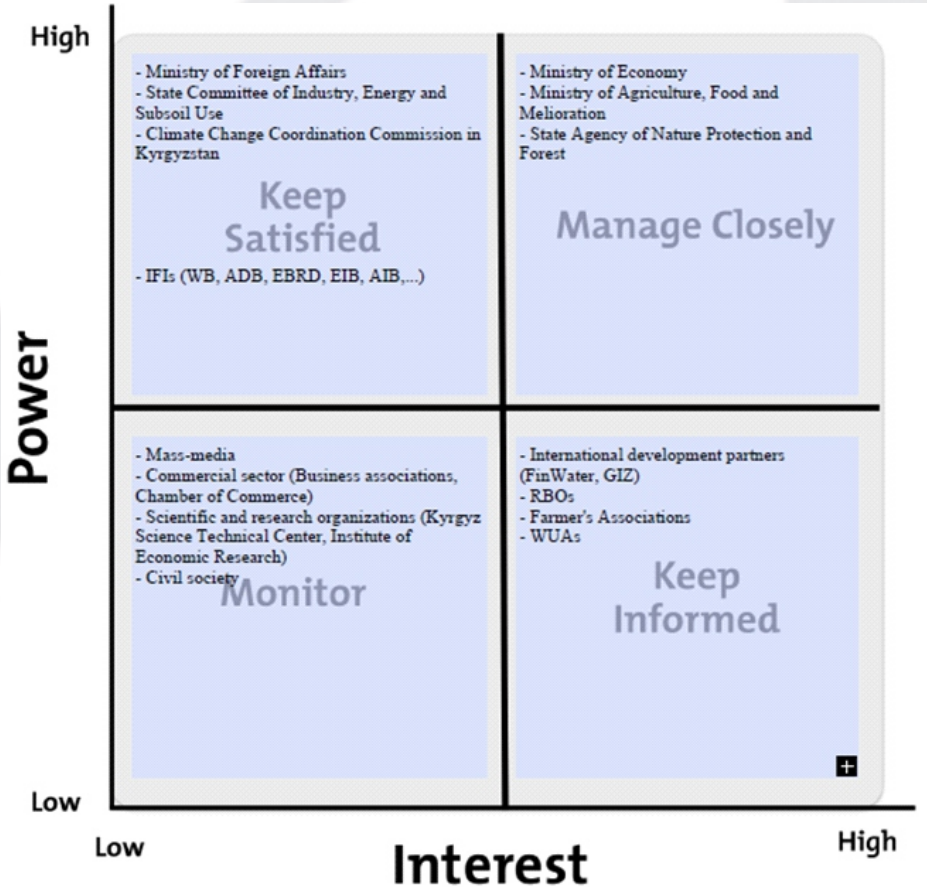 High
- Ministry of Foreign Affairs
- State Committee of Industry, Energy and
Subsoil Use
- Climate Change Coordination Commission in
Kyrgyzstan
Keep
Satisfied
- IFIs (WB, ADB, EBRD, EIB, AIB,...)
- Ministry of Economy
- Ministry of Agriculture, Food and
Melioration
- State Agency of Nature Protection and
Forest
Manage Closely
Power
- Mass-media
- Commercial sector (Business associations,
Chamber of Commerce)
- Scientific and research organizations (Kyrgyz
Science Technical Center, Institute of
Economic Research)
- Civil society
Monitor
- International development partners
(FinWater, GIZ)
- RBOs
- Farmer's Associations
- WUAs
Keep
Informed
+
Low
Low
Interest
High